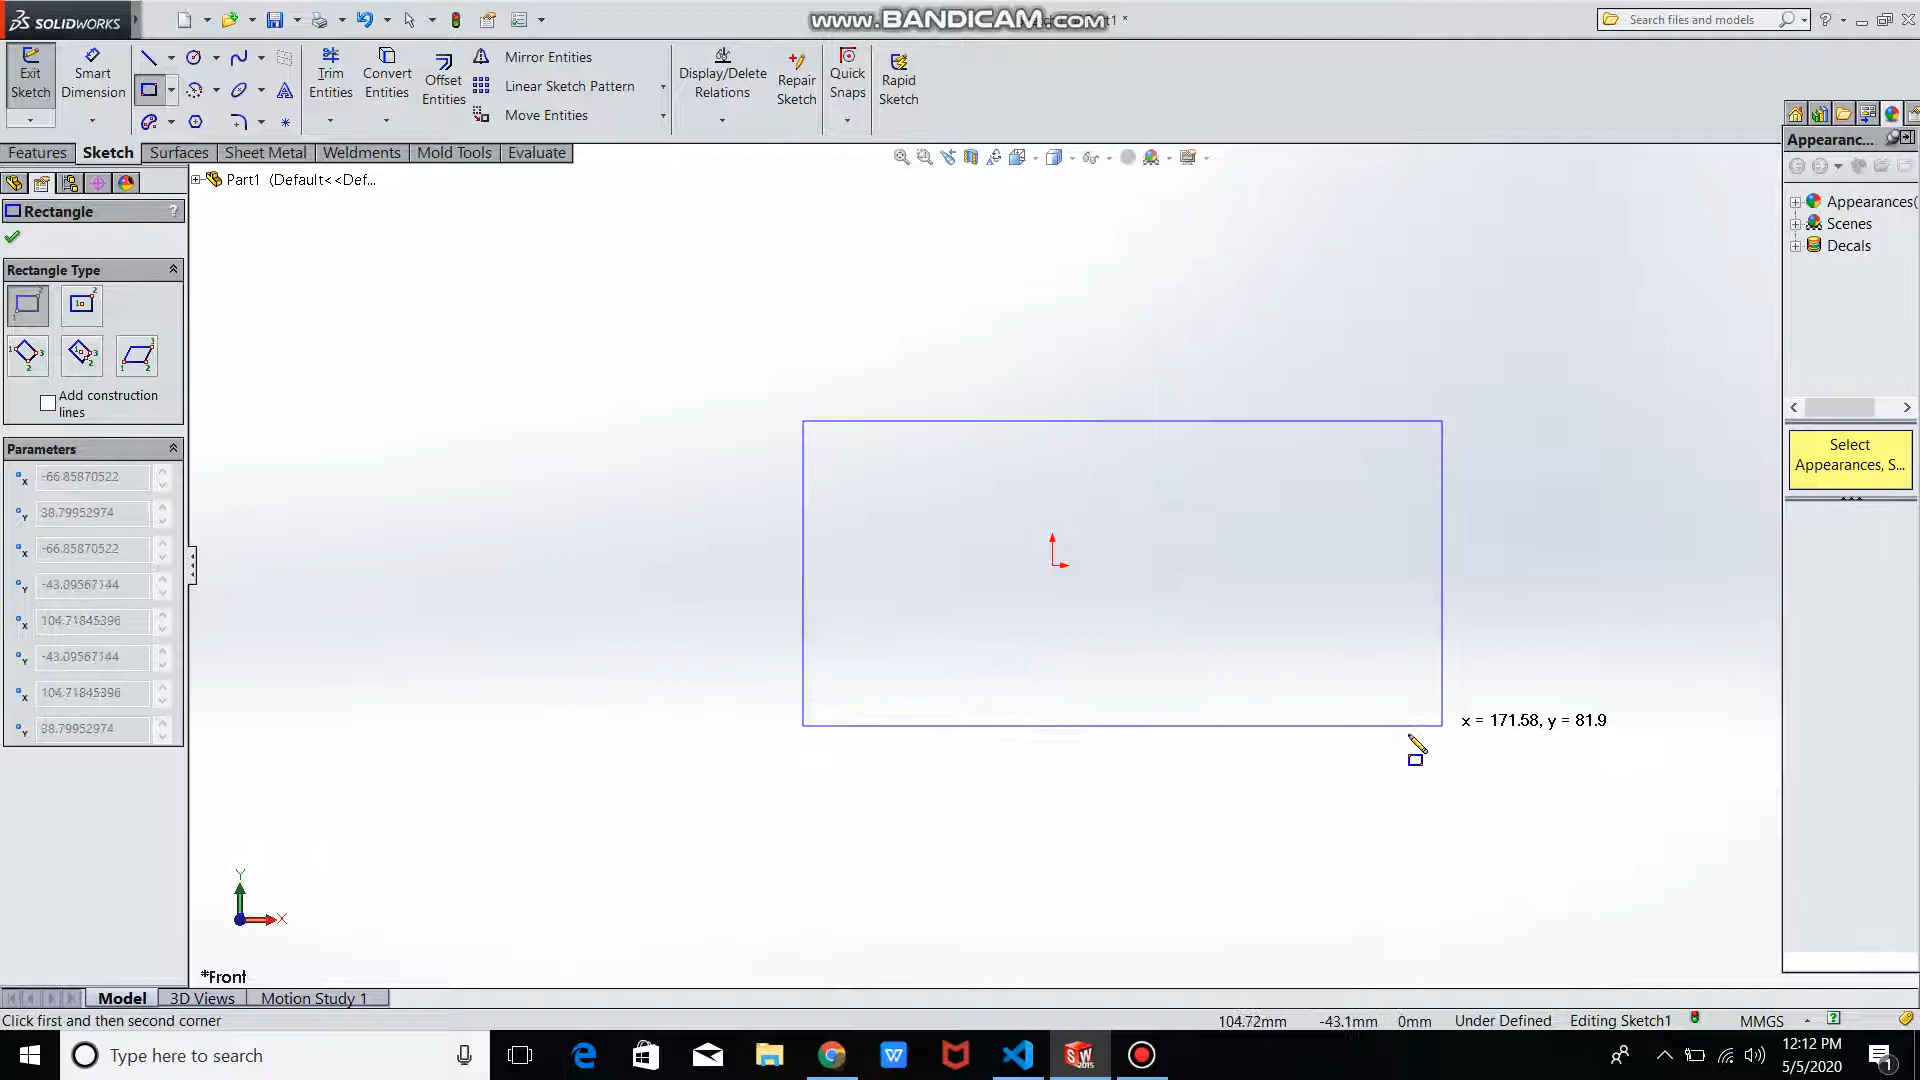 SOLIDWORKS
www.BANDICAM.com
1 *
Search files and models
Exit Sketch
Smart Dimension
Trim Entities
Convert Entities
Offset Entities
Mirror Entities
Linear Sketch Pattern
Move Entities
Display/Delete Relations
Repair Sketch
Quick Snaps
Rapid Sketch
Features
Sketch
Surfaces
Sheet Metal
Weldments
Mold Tools
Evaluate
Appearanc...
Part1 (Default<<Def...
Rectangle
?
Appearances(
Scenes
Decals
Rectangle Type
Add construction lines
Parameters
-66.85870522
38.79952974
-66.85870522
-43.09567144
104.71845396
-43.09567144
104.71845396
38.79952974
Select
Appearances, S...
x = 171.58, y = 81.9
Y
X
*Front
Model
3D Views
Motion Study 1
Click first and then second corner
104.72mm
-43.1mm
0mm
Under Defined
Editing Sketch1
MMGS
Type here to search
12:12 PM
5/5/2020
1